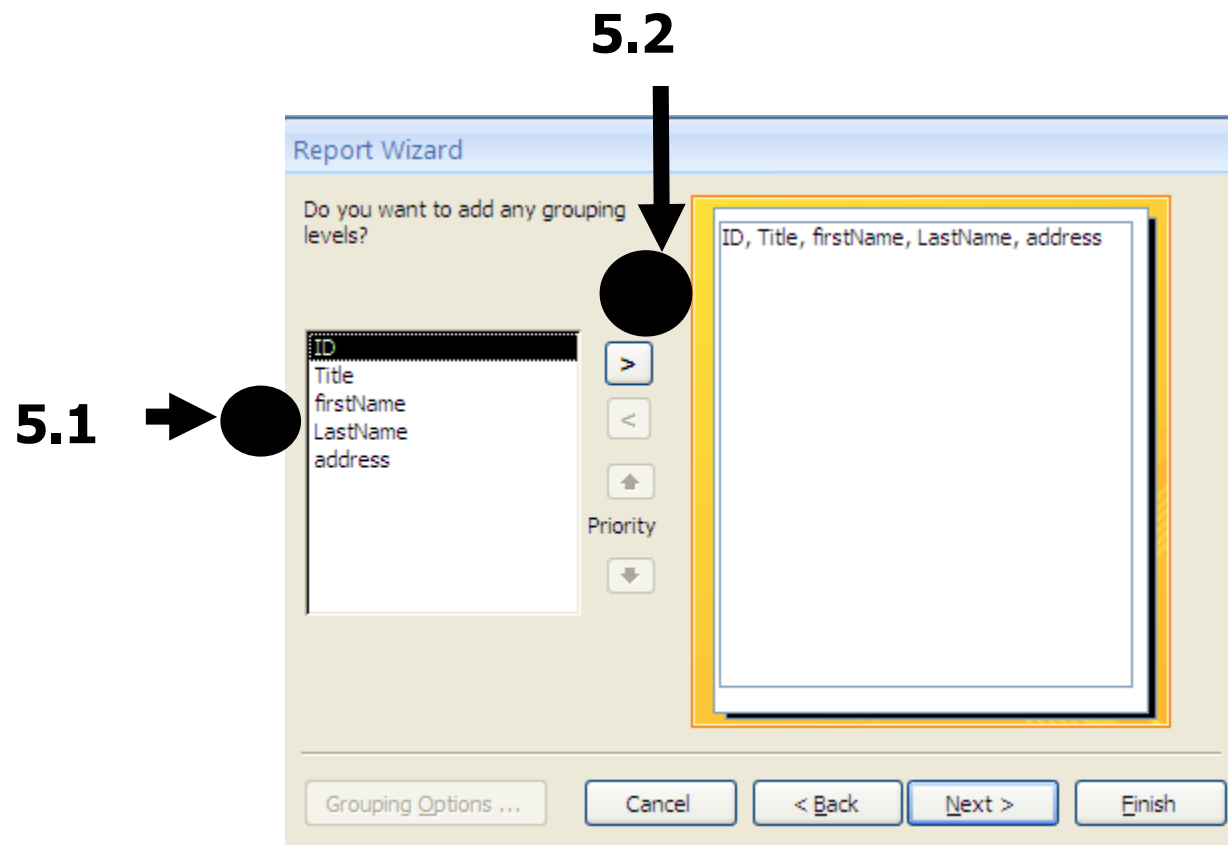 5.2
Report Wizard
Do you want to add any grouping
levels?
ID, Title, firstName, LastName, address
ID
Title
firstName
LastName
address
5.1
>
<
Priority
Grouping Options ...
Cancel
< Back
Next >
Finish